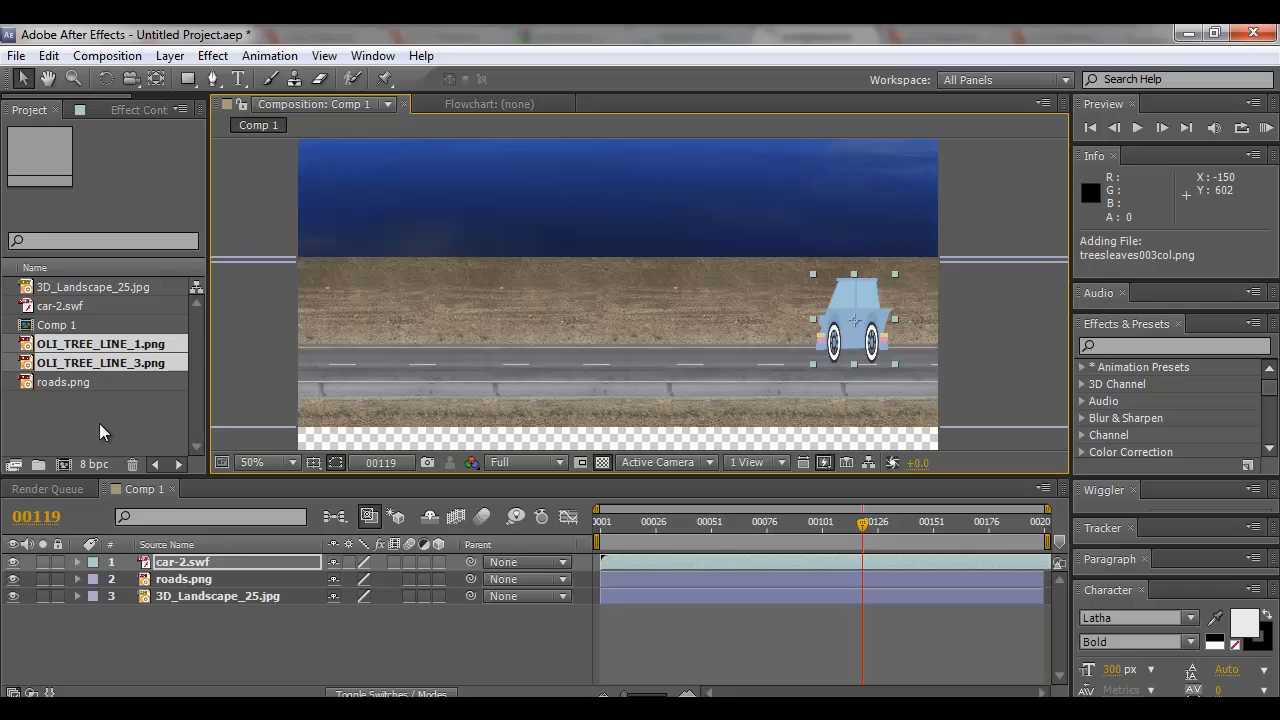 Adobe After Effects - Untitled Project.aep *
File Edit Composition Layer Effect Animation View Window Help
Workspace: All Panels Search Help
Project Effect Cont Composition: Comp 1 Flowchart: (none) Preview
Comp 1
Info
R : X: -150
G : Y: 602
B :
A : 0
Adding File:
treesleaves003col.png
Name
3D_Landscape_25.jpg
car-2.swf
Comp 1
OLI_TREE_LINE_1.png
OLI_TREE_LINE_3.png
roads.png
Audio
Effects & Presets
* Animation Presets
3D Channel
Audio
Blur & Sharpen
Channel
Color Correction
8 bpc 50% 00119 Full Active Camera 1 View +0.0
Render Queue Comp 1
00119
0001 00026 00051 00076 00101 00126 00151 00176 0020
# Source Name Parent
1 car-2.swf None
2 roads.png None
3 3D_Landscape_25.jpg None
Toggle Switches / Modes
Wiggler
Tracker
Paragraph
Character
Latha
Bold
300 px Auto
Metrics 0